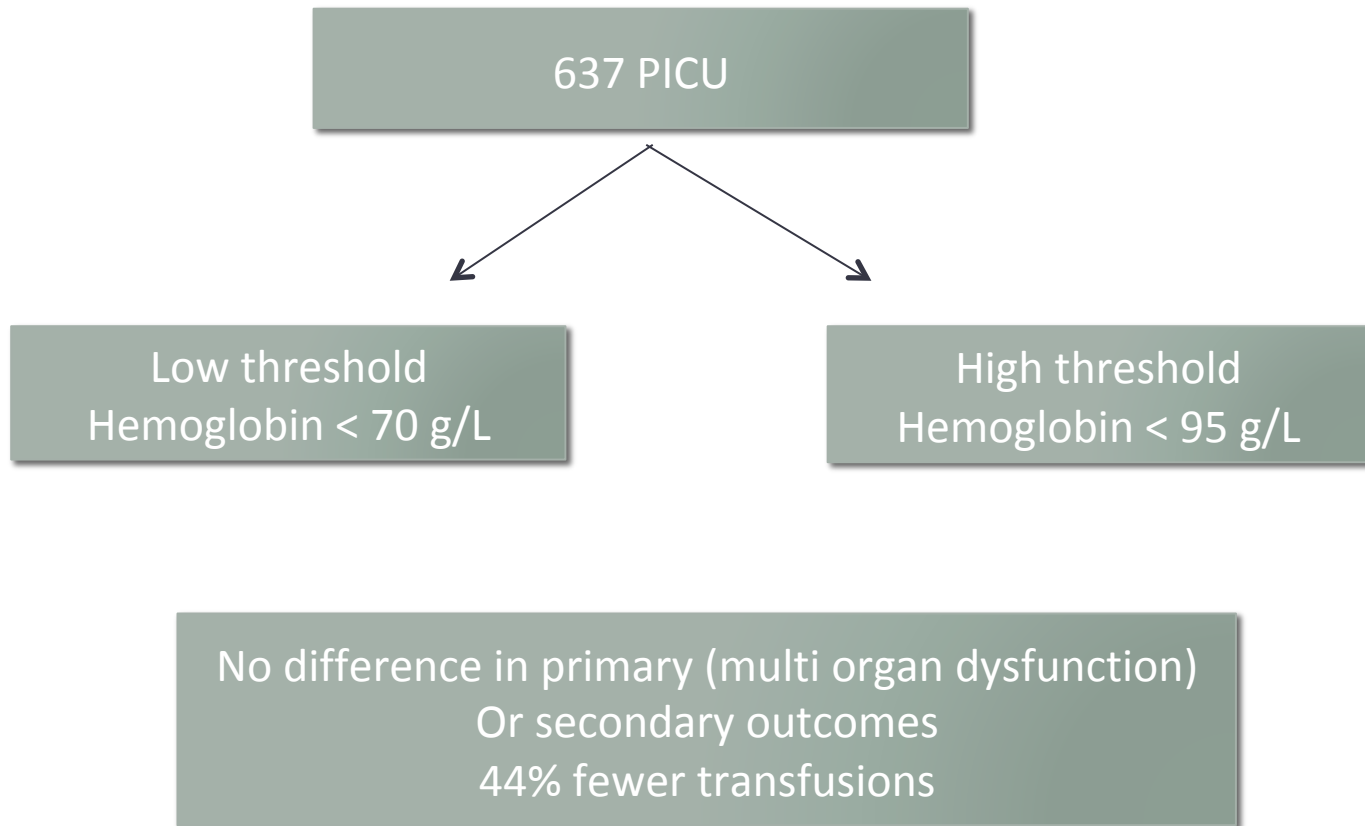 637 PICU
Low threshold
Hemoglobin < 70 g/L
High threshold
Hemoglobin < 95 g/L
No difference in primary (multi organ dysfunction)
Or secondary outcomes
44% fewer transfusions